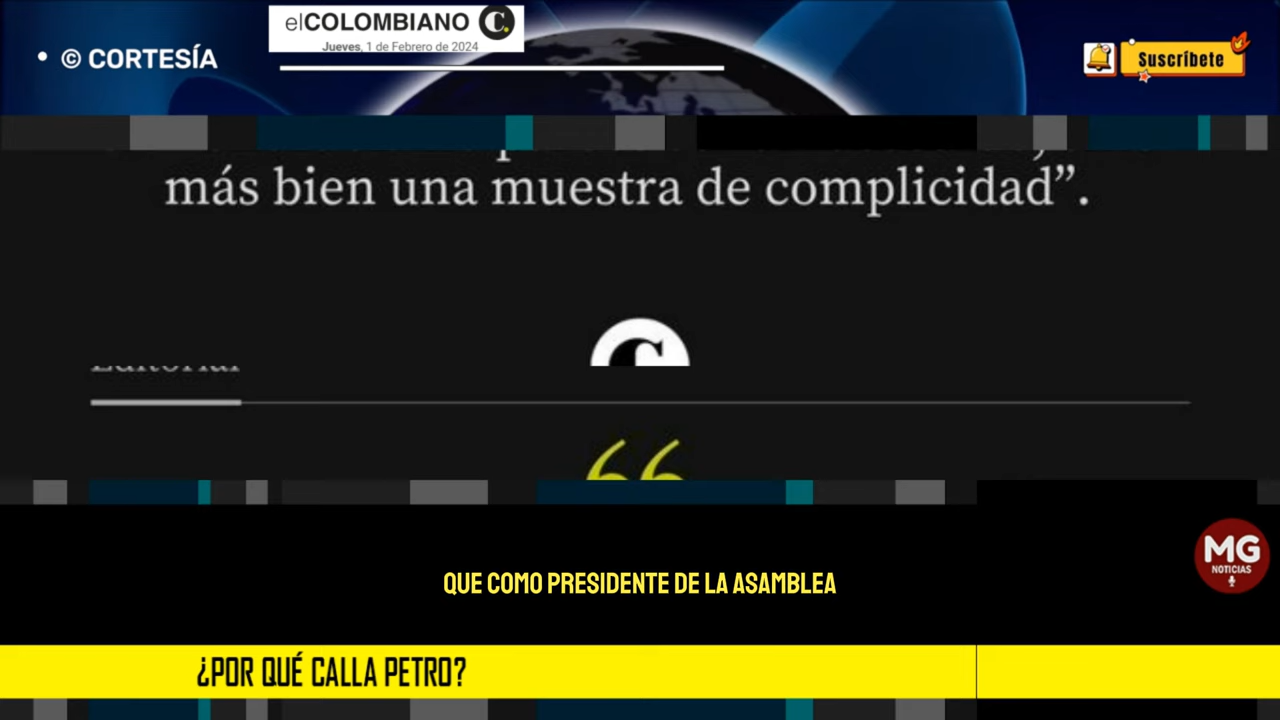 elCOLOMBIANO C.
Jueves, 1 de Febrero de 2024
• © CORTESÍA
Suscríbete
más bien una muestra de complicidad”.
C
Editorial
“
QUE COMO PRESIDENTE DE LA ASAMBLEA
MG
NOTICIAS
¿POR QUÉ CALLA PETRO?